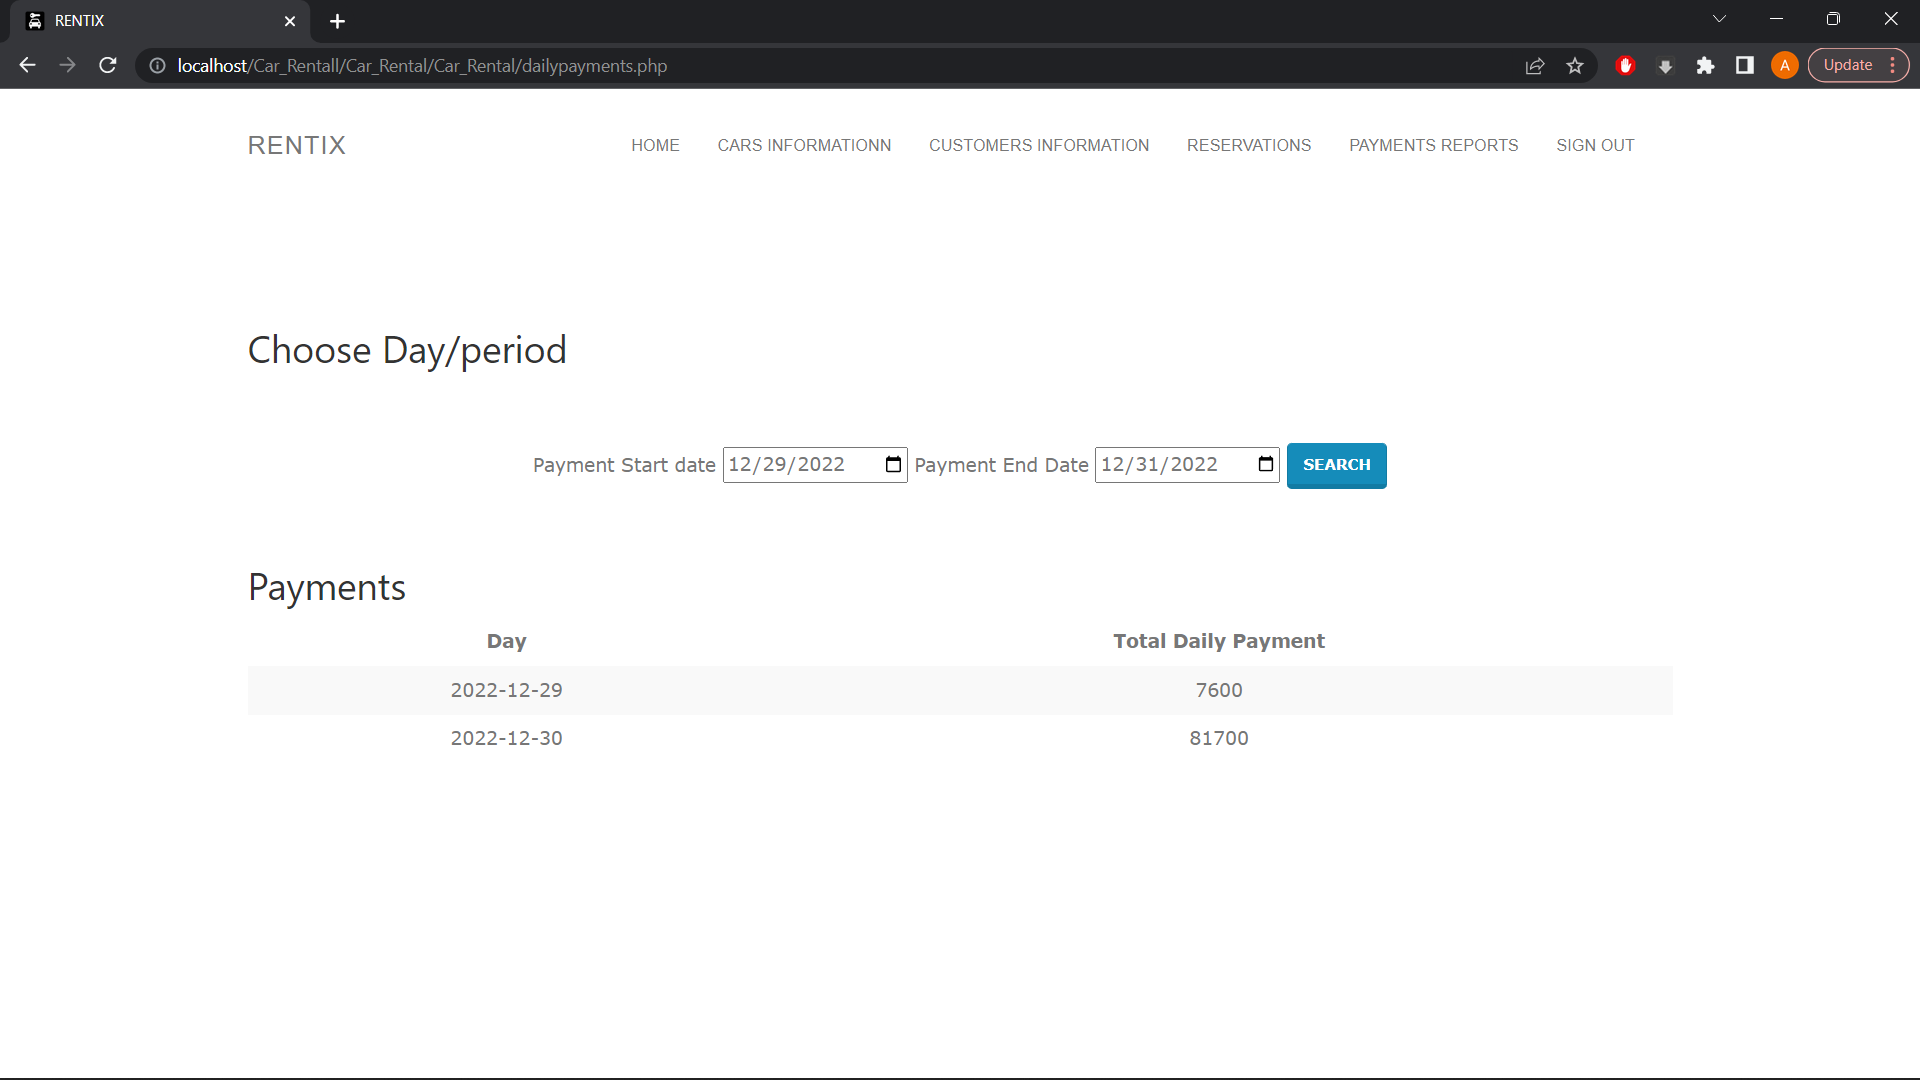 RENTIX
localhost/Car_Rentall/Car_Rental/Car_Rental/dailypayments.php
A
Update
RENTIX HOME CARS INFORMATIONN CUSTOMERS INFORMATION RESERVATIONS PAYMENTS REPORTS SIGN OUT
Choose Day/period
Payment Start date 12/29/2022 Payment End Date 12/31/2022 SEARCH
Payments
Day Total Daily Payment
2022-12-29 7600
2022-12-30 81700